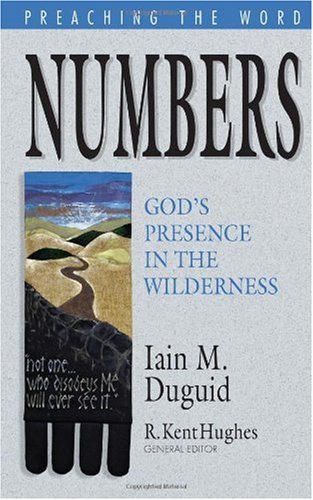 PREACHING THE WORD
NUMBERS
GOD'S
PRESENCE
IN THE
WILDERNESS
"not one...
who disobeys Me
will ever see it."
Iain M.
Duguid
R. Kent Hughes
GENERAL EDITOR